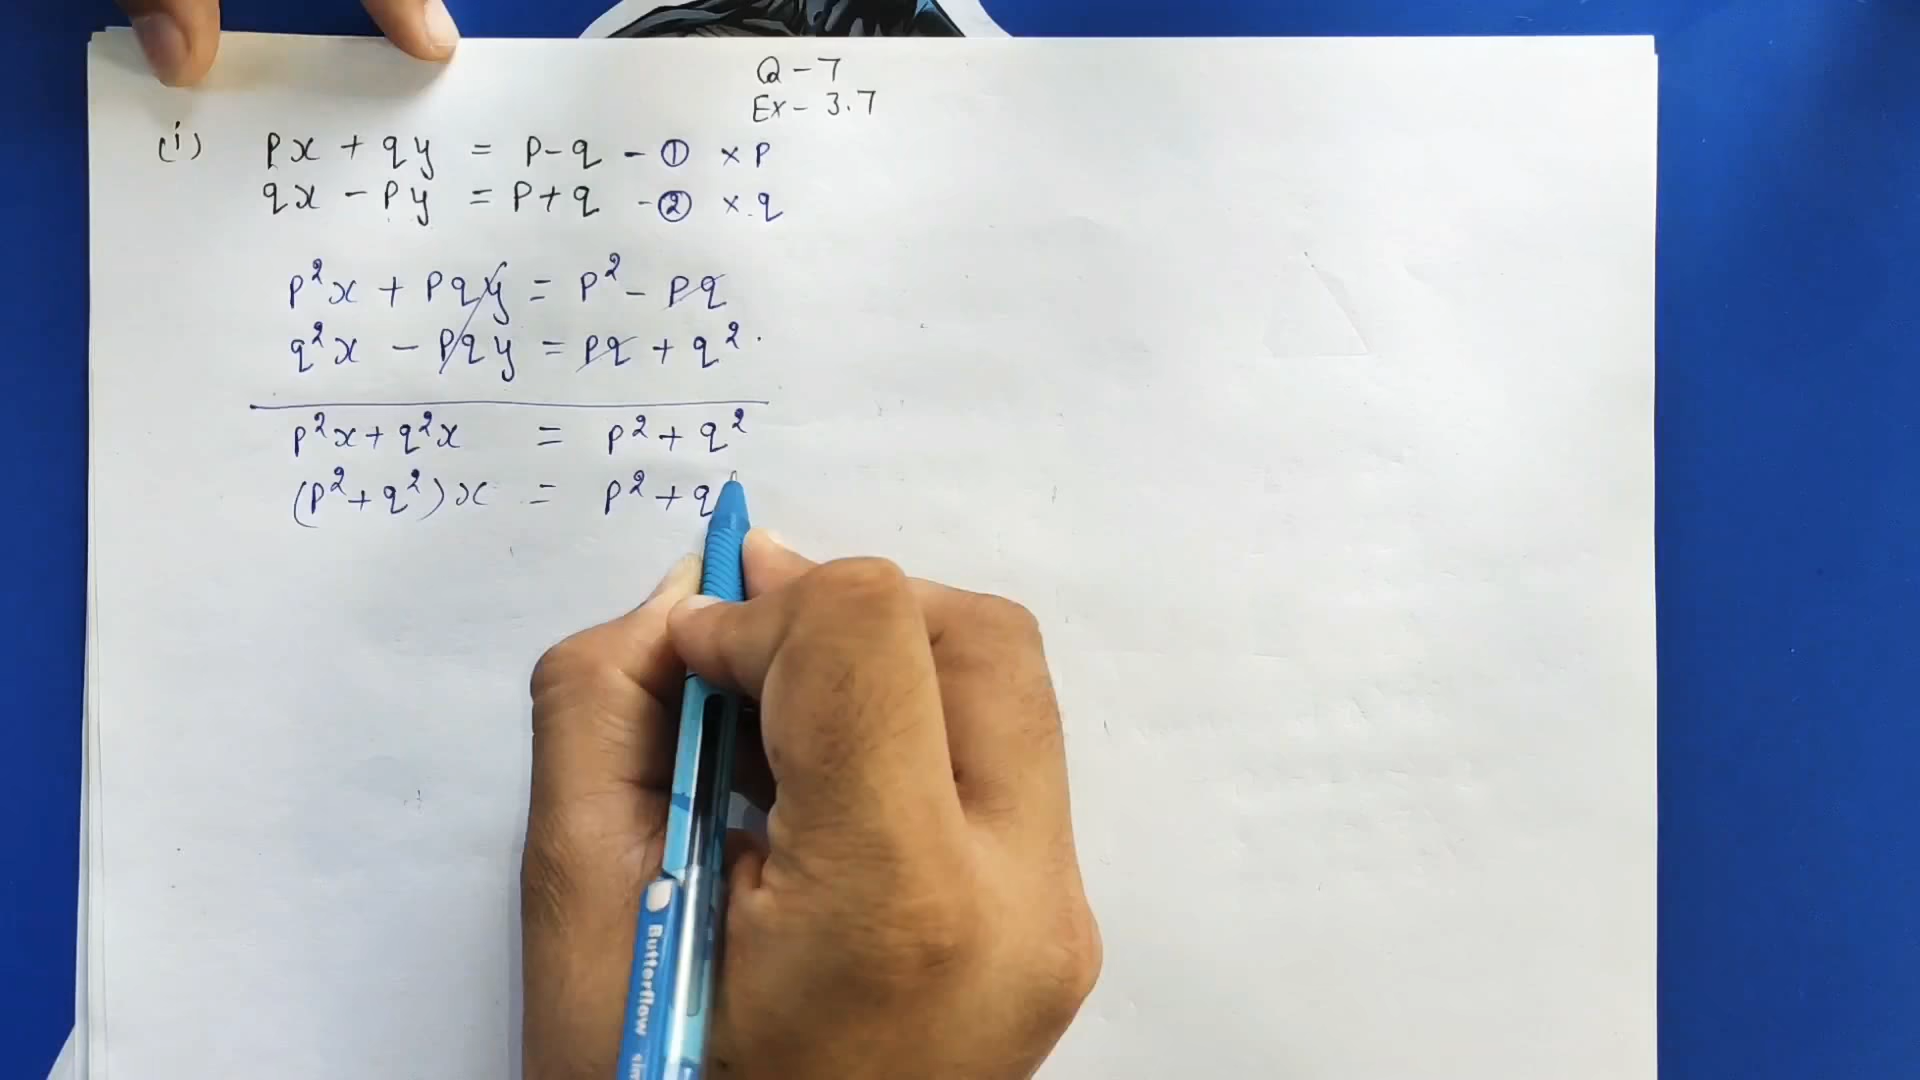 Q - 7
Ex - 3.7
(i) px + qy = p - q - ① × p
qx - py = p + q - ② × q
p²x + pqy = p² - pq
q²x - pqy = pq + q².
p²x + q²x = p² + q²
(p² + q²)x = p² + q
Butterflow